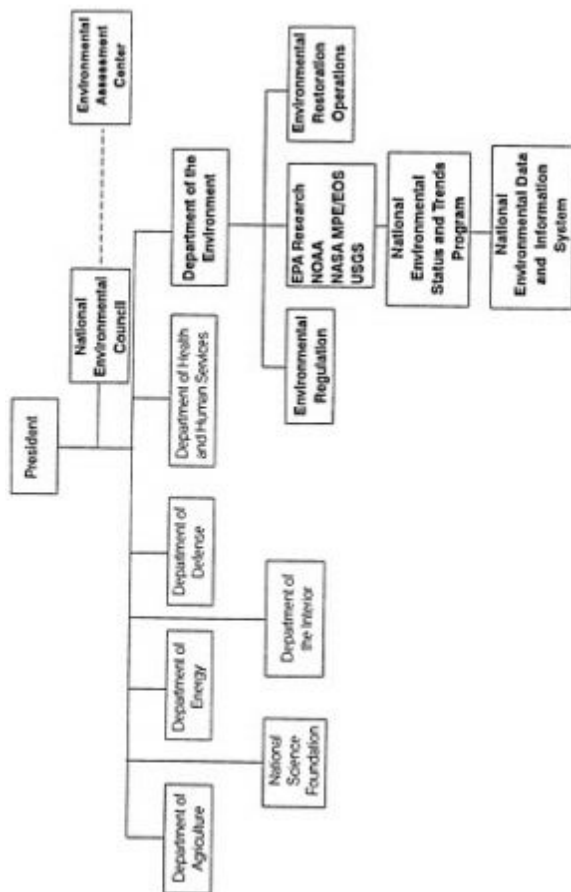 President
National
Environmental
Council
Environmental
Assessment
Center
Department of
Agriculture
Department of
Energy
Department of
Defense
Department of Health
and Human Services
Department of the
Environment
National
Science
Foundation
Department of
the Interior
Environmental
Regulation
EPA Research
NOAA
NASA MPE/EOS
USGS
Environmental
Restoration
Operations
National
Environmental
Status and Trends
Program
National
Environmental Data
and Information
System